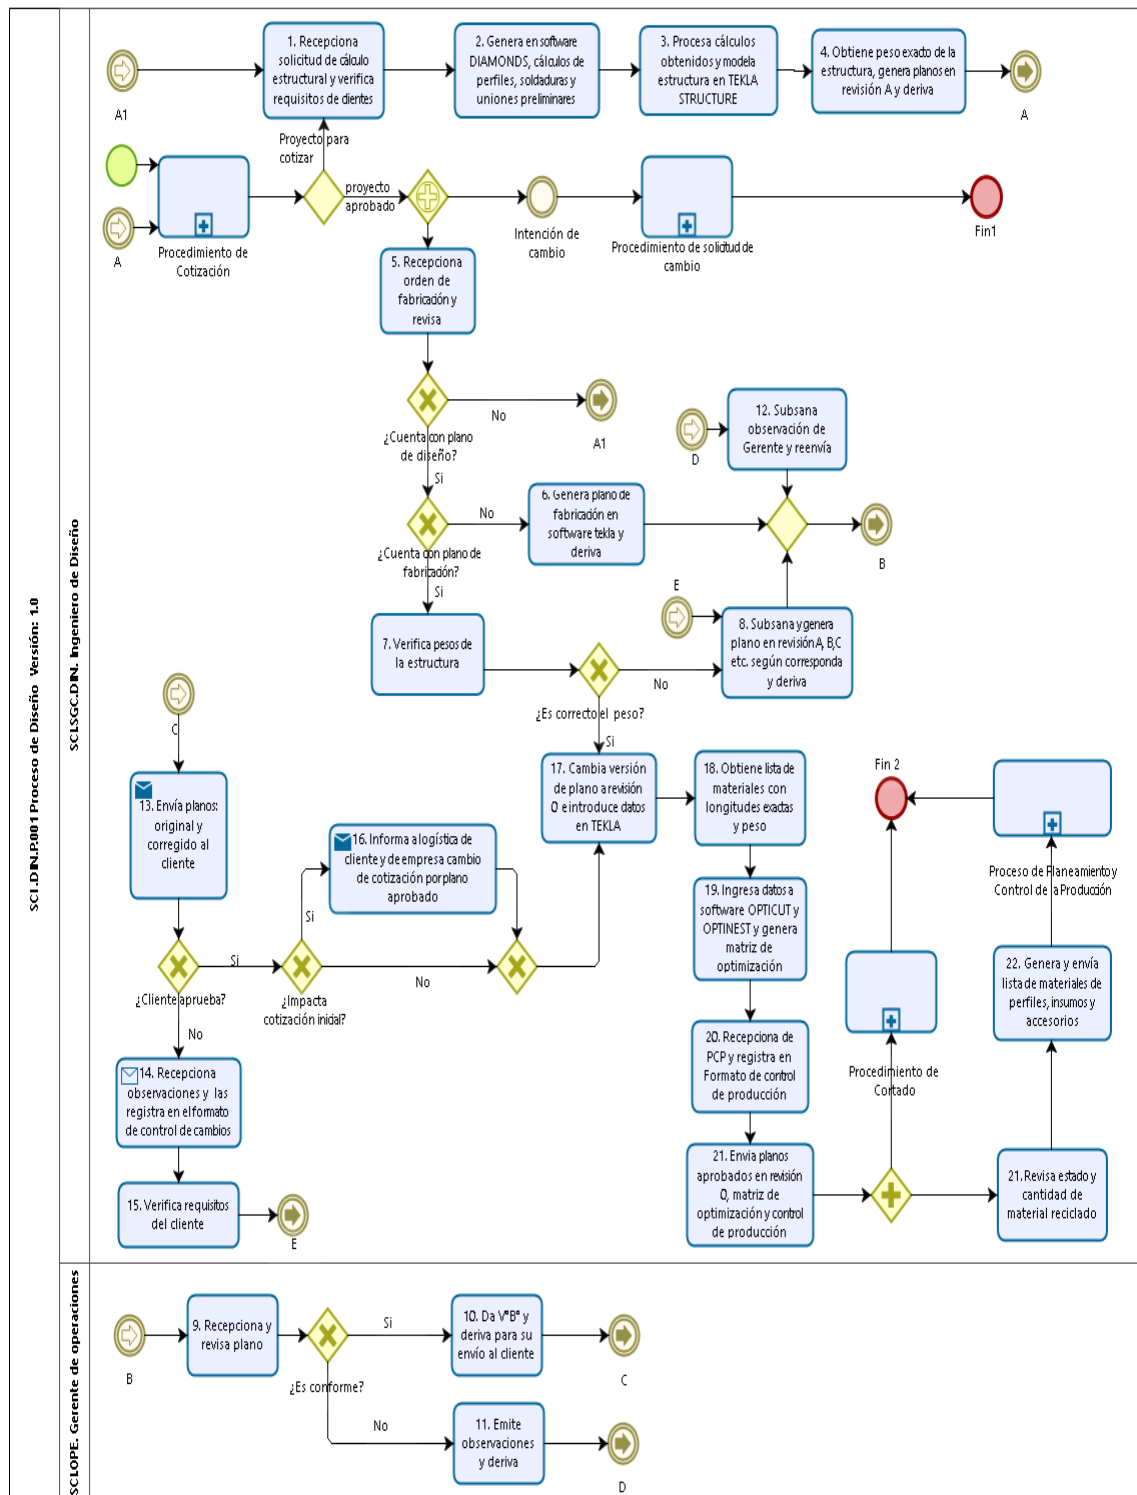 SCI.DIN.P.001 Proceso de Diseño Versión: 1.0
SCI.SGC.DIN. Ingeniero de Diseño
A1
1. Recepciona
solicitud de cálculo
estructural y verifica
requisitos de clientes
2. Genera en software
DIAMONDS, cálculos de
perfiles, soldaduras y
uniones preliminares
3. Procesa cálculos
obtenidos y modela
estructura en TEKLA
STRUCTURE
4. Obtiene peso exacto de la
estructura, genera planos en
revisión A y deriva
A
Proyecto para
cotizar
proyecto
aprobado
A
Procedimiento de
Cotización
Intención de
cambio
Procedimiento de solicitud de
cambio
Fin1
5. Recepciona
orden de
fabricación y
revisa
¿Cuenta con plano
de diseño?
No
A1
Si
12. Subsana
observación de
Gerente y reenvía
D
¿Cuenta con plano de
fabricación?
No
6. Genera plano de
fabricación en
software tekla y
deriva
B
Si
E
7. Verifica pesos de
la estructura
¿Es correcto el peso?
No
8. Subsana y genera
plano en revisión A, B,C
etc. según corresponda
y deriva
Si
C
13. Envía planos:
original y
corregido al
cliente
16. Informa a logística de
cliente y de empresa cambio
de cotización por plano
aprobado
17. Cambia versión
de plano a revisión
0 e introduce datos
en TEKLA
18. Obtiene lista de
materiales con
longitudes exactas
y peso
Fin 2
Proceso de Planeamiento y
Control de la Producción
¿Cliente aprueba?
Si
Si
¿Impacta
cotización inicial?
No
No
19. Ingresa datos a
software OPTICUT y
OPTINEST y genera
matriz de
optimización
22. Genera y envía
lista de materiales de
perfiles, insumos y
accesorios
14. Recepciona
observaciones y las
registra en el formato
de control de cambios
20. Recepciona de
PCP y registra en
Formato de control
de producción
Procedimiento de
Cortado
15. Verifica requisitos
del cliente
E
21. Envia planos
aprobados en revisión
0, matriz de
optimización y control
de producción
21. Revisa estado y
cantidad de
material reciclado
SCI.OPE. Gerente de operaciones
B
9. Recepciona y
revisa plano
¿Es conforme?
Si
10. Da V°B° y
deriva para su
envío al cliente
C
No
11. Emite
observaciones
y deriva
D